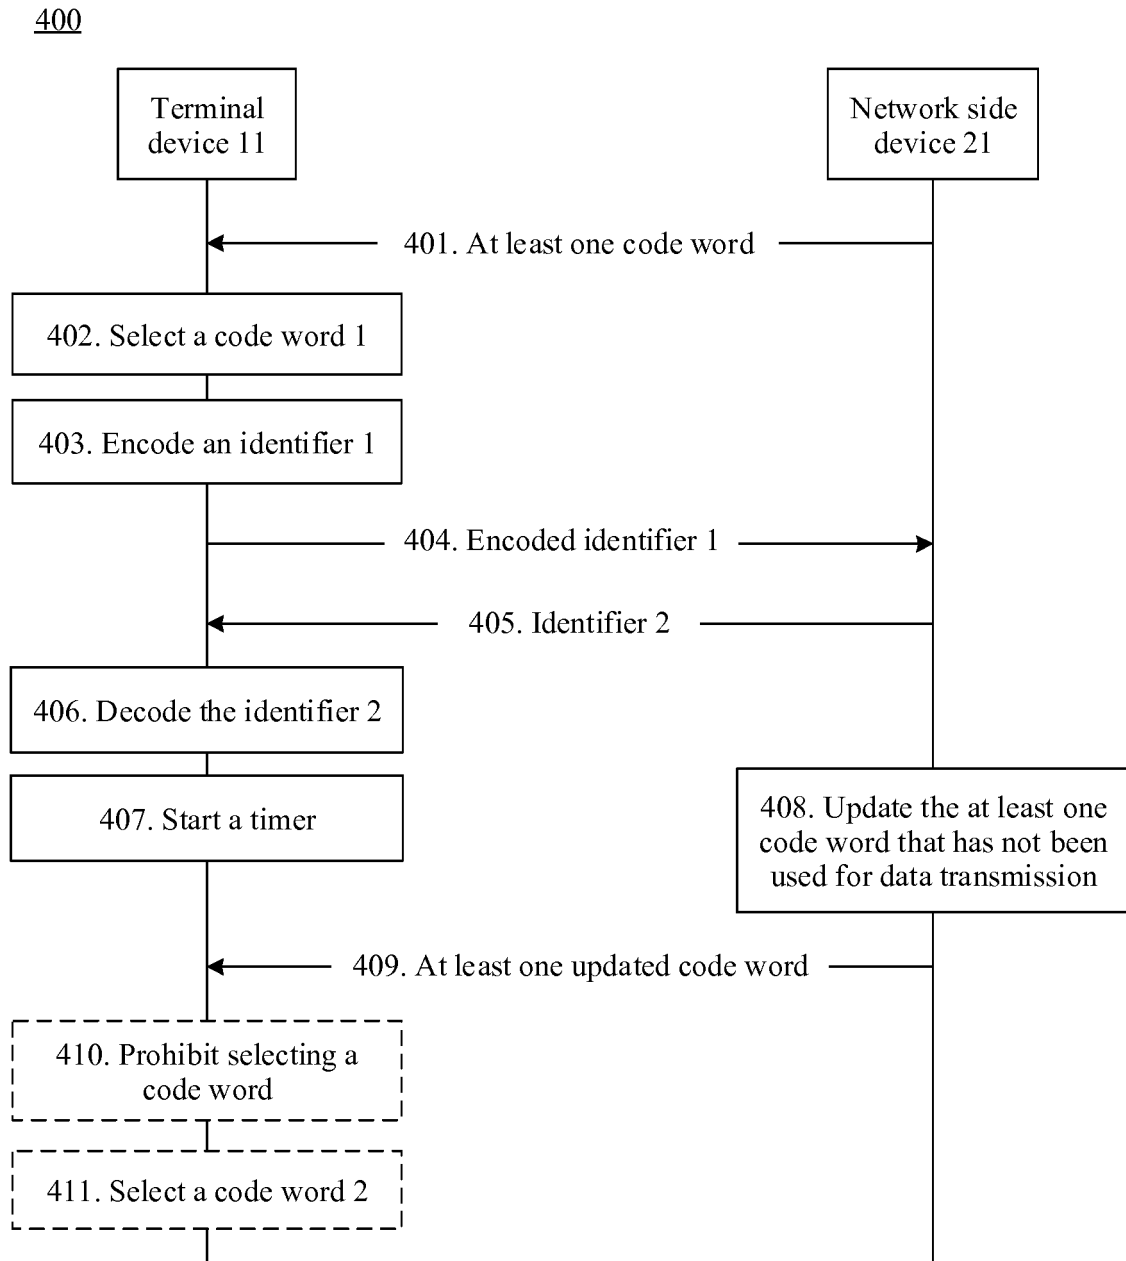 400
Terminal
device 11
Network side
device 21
401. At least one code word
402. Select a code word 1
403. Encode an identifier 1
404. Encoded identifier 1
405. Identifier 2
406. Decode the identifier 2
407. Start a timer
408. Update the at least one
code word that has not been
used for data transmission
409. At least one updated code word
410. Prohibit selecting a
code word
411. Select a code word 2